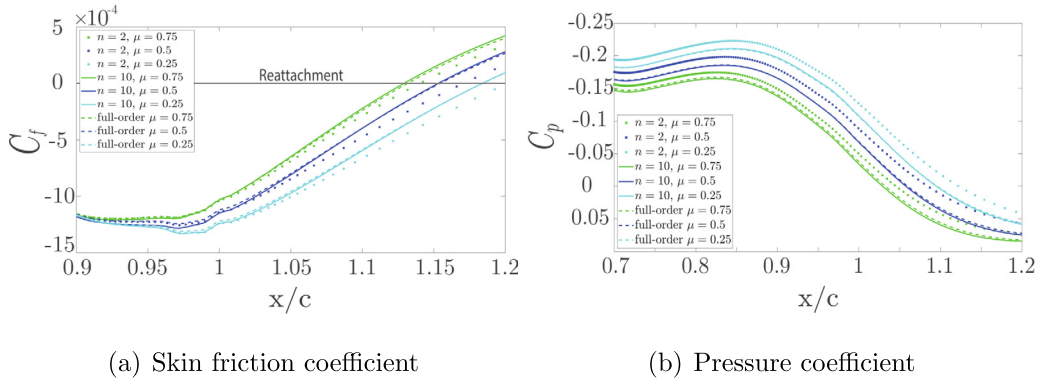 ×10⁻⁴
5
0
-5
-10
-15
n = 2, μ = 0.75
n = 2, μ = 0.5
n = 2, μ = 0.25
n = 10, μ = 0.75
n = 10, μ = 0.5
n = 10, μ = 0.25
full-order μ = 0.75
full-order μ = 0.5
full-order μ = 0.25
Reattachment
C_f
0.9 0.95 1 1.05 1.1 1.15 1.2
x/c
(a) Skin friction coefficient
-0.25
-0.2
-0.15
-0.1
-0.05
0
0.05
n = 2, μ = 0.75
n = 2, μ = 0.5
n = 2, μ = 0.25
n = 10, μ = 0.75
n = 10, μ = 0.5
n = 10, μ = 0.25
full-order μ = 0.75
full-order μ = 0.5
full-order μ = 0.25
C_p
0.7 0.8 0.9 1 1.1 1.2
x/c
(b) Pressure coefficient